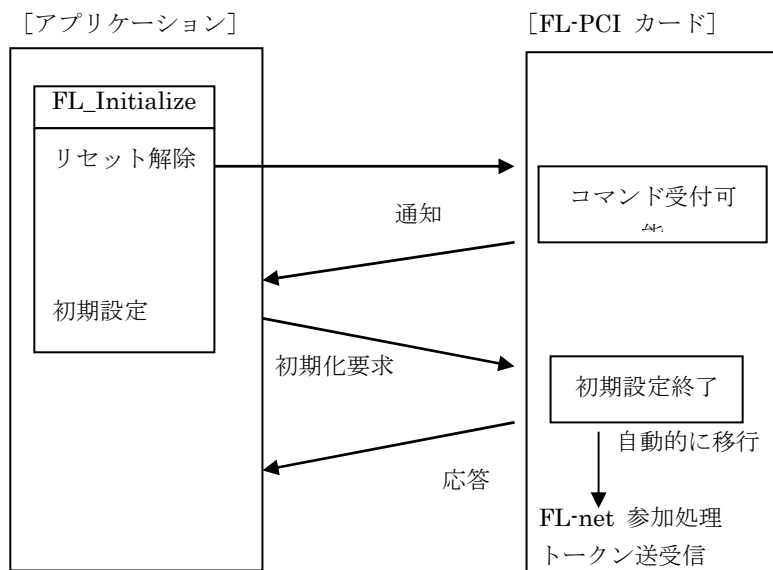 [アプリケーション]
[FL-PCI カード]
FL_Initialize
リセット解除
コマンド受付可
通知
初期設定
初期化要求
初期設定終了
自動的に移行
応答
FL-net 参加処理
トークン送受信